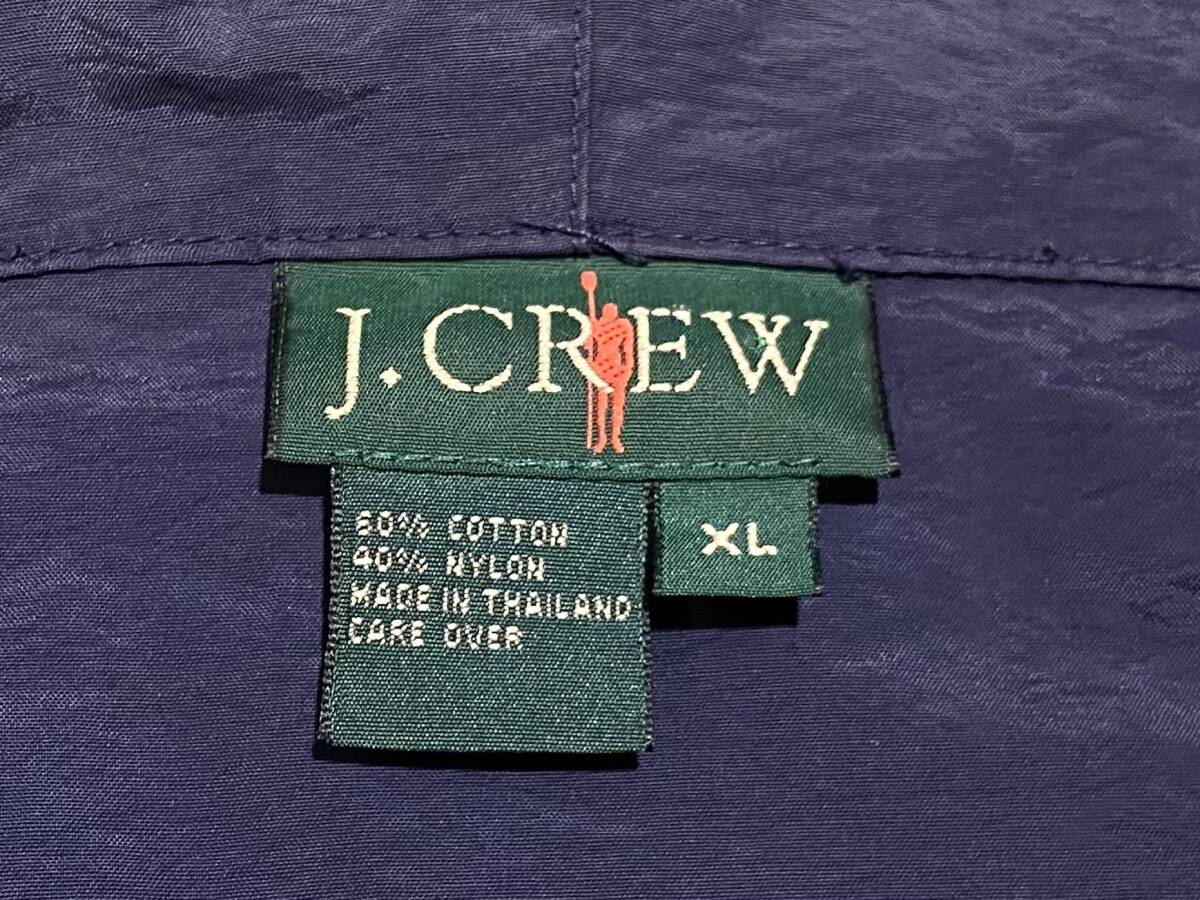 J.CREW
60% COTTON
40% NYLON
MADE IN THAILAND
CARE OVER
XL